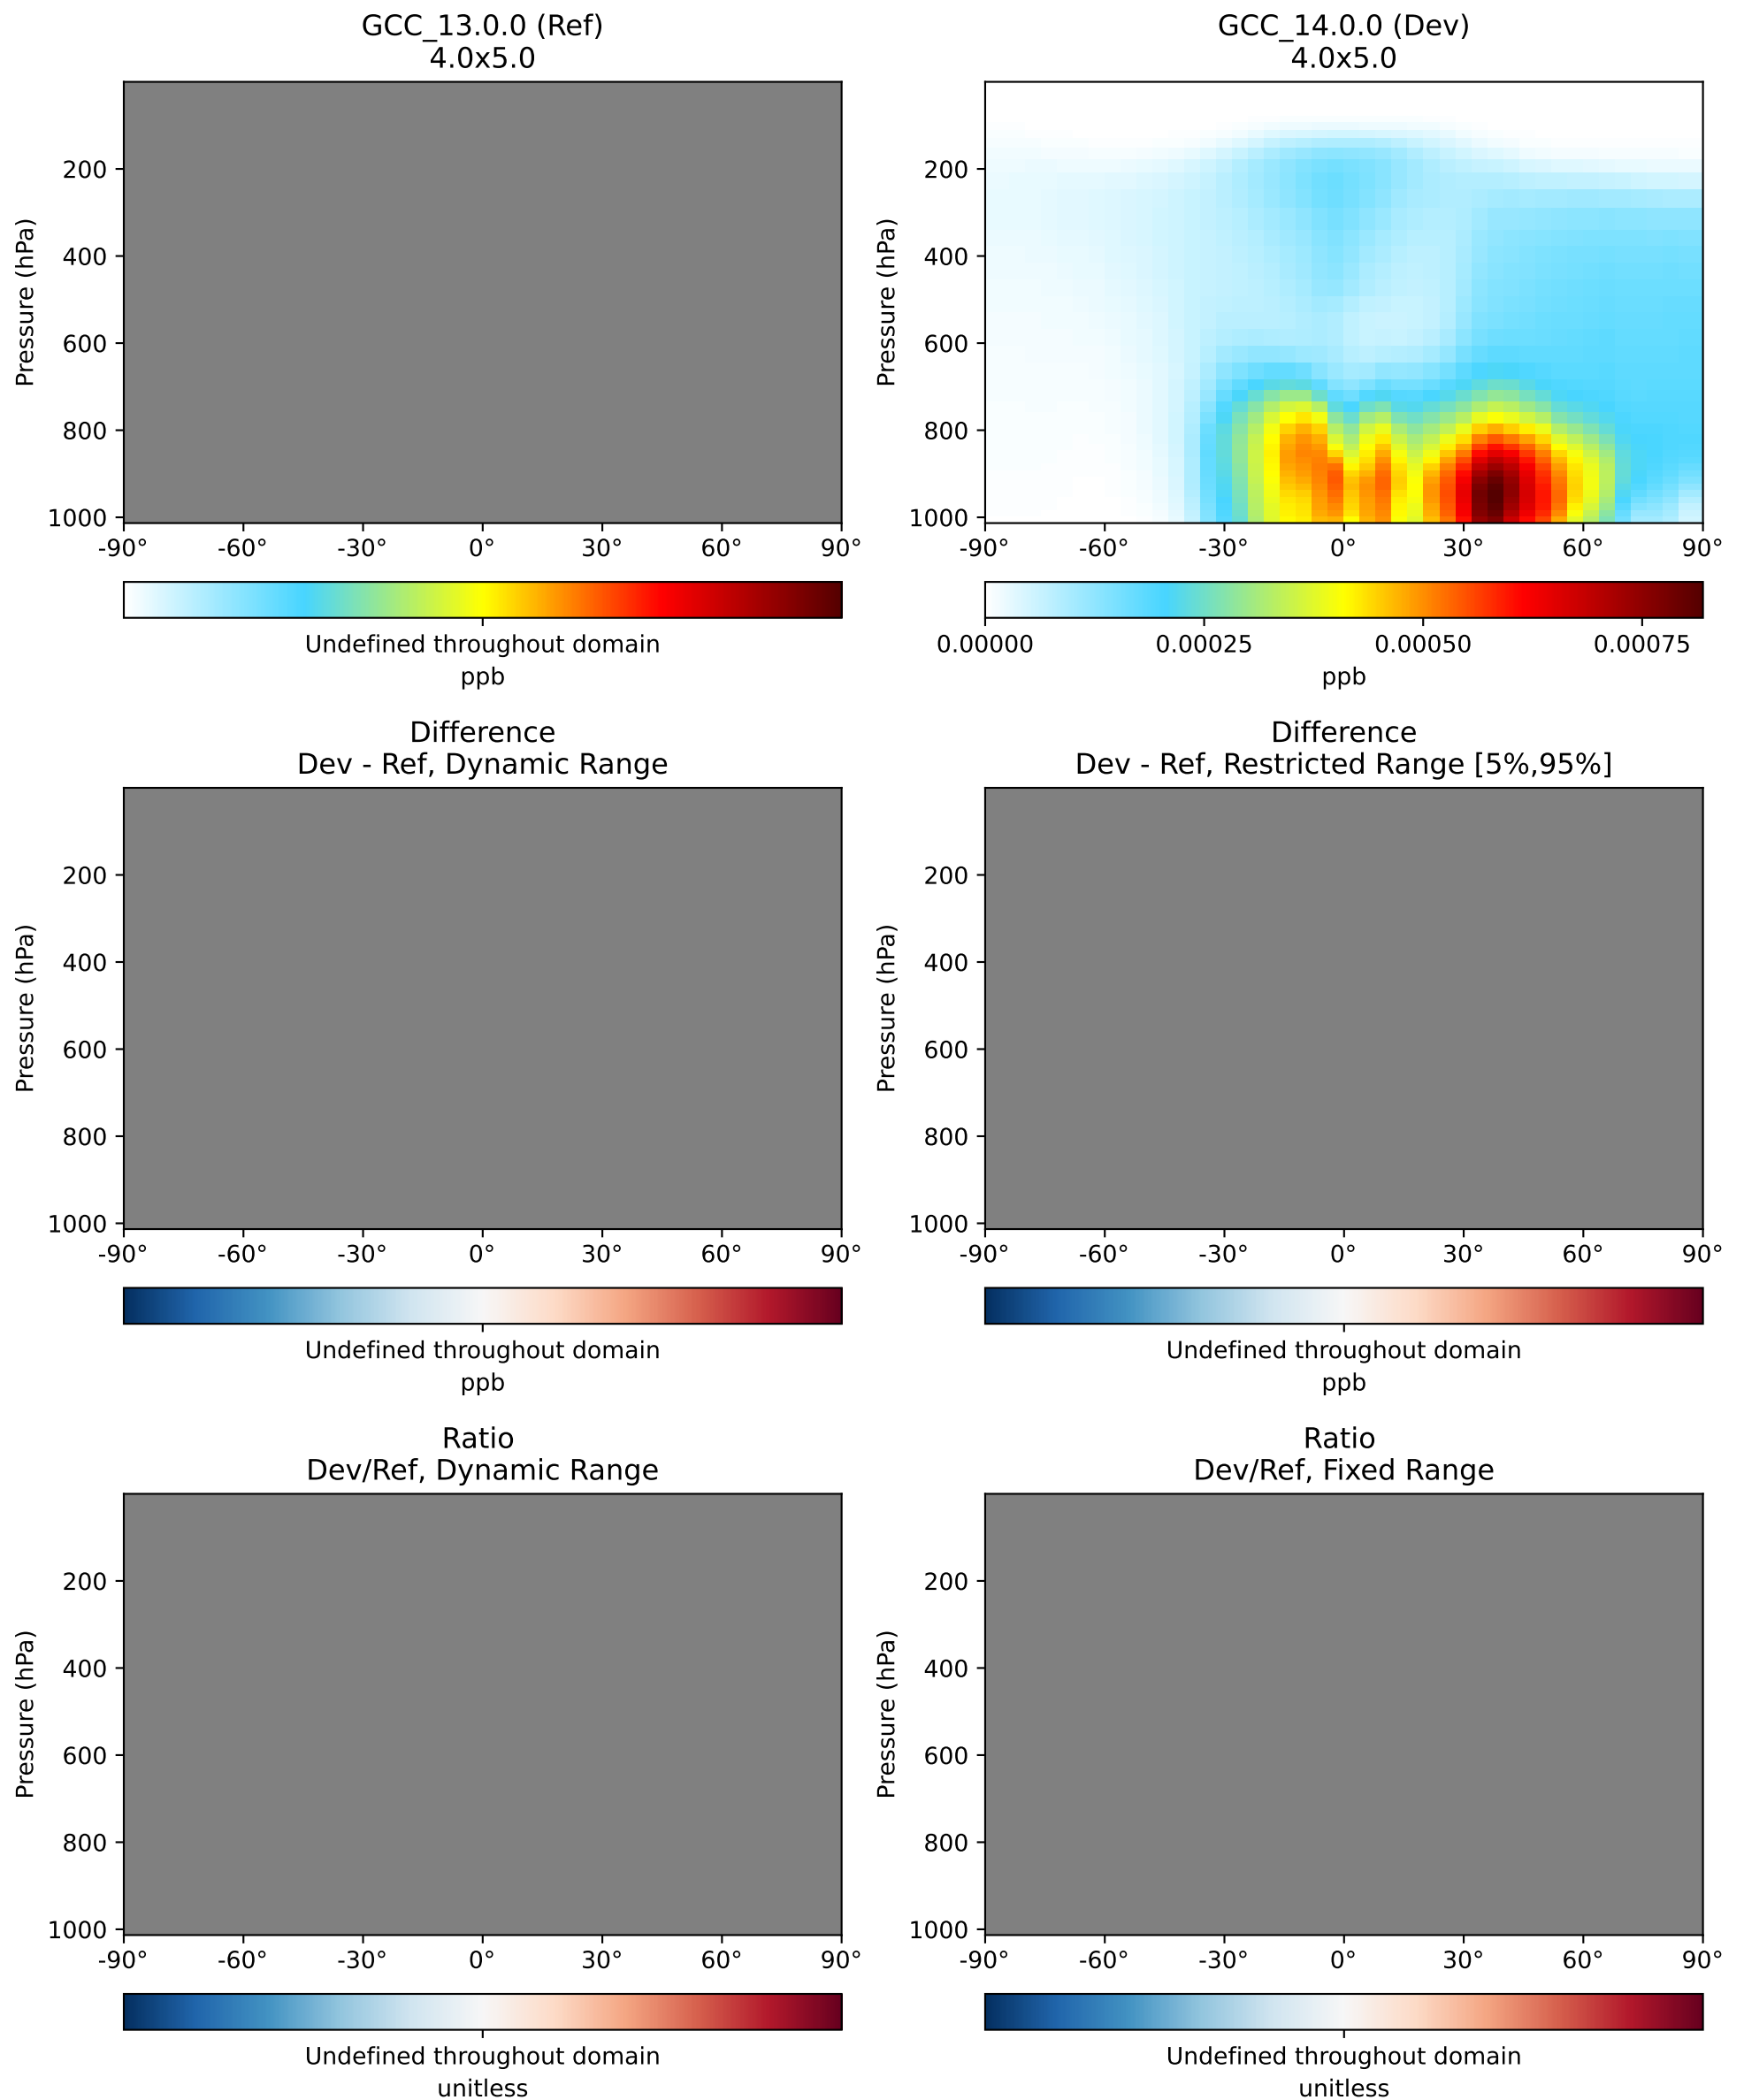 GCC_13.0.0 (Ref)
4.0x5.0
Pressure (hPa)
200
400
600
800
1000
-90° -60° -30° 0° 30° 60° 90°
Undefined throughout domain
ppb
GCC_14.0.0 (Dev)
4.0x5.0
Pressure (hPa)
200
400
600
800
1000
-90° -60° -30° 0° 30° 60° 90°
0.00000 0.00025 0.00050 0.00075
ppb
Difference
Dev - Ref, Dynamic Range
Pressure (hPa)
200
400
600
800
1000
-90° -60° -30° 0° 30° 60° 90°
Undefined throughout domain
ppb
Difference
Dev - Ref, Restricted Range [5%,95%]
Pressure (hPa)
200
400
600
800
1000
-90° -60° -30° 0° 30° 60° 90°
Undefined throughout domain
ppb
Ratio
Dev/Ref, Dynamic Range
Pressure (hPa)
200
400
600
800
1000
-90° -60° -30° 0° 30° 60° 90°
Undefined throughout domain
unitless
Ratio
Dev/Ref, Fixed Range
Pressure (hPa)
200
400
600
800
1000
-90° -60° -30° 0° 30° 60° 90°
Undefined throughout domain
unitless